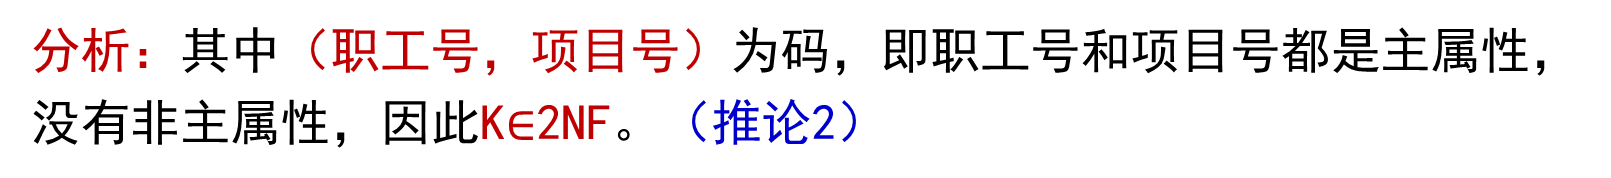 分析：其中（职工号，项目号）为码，即职工号和项目号都是主属性，
没有非主属性，因此K∈2NF。（推论2）